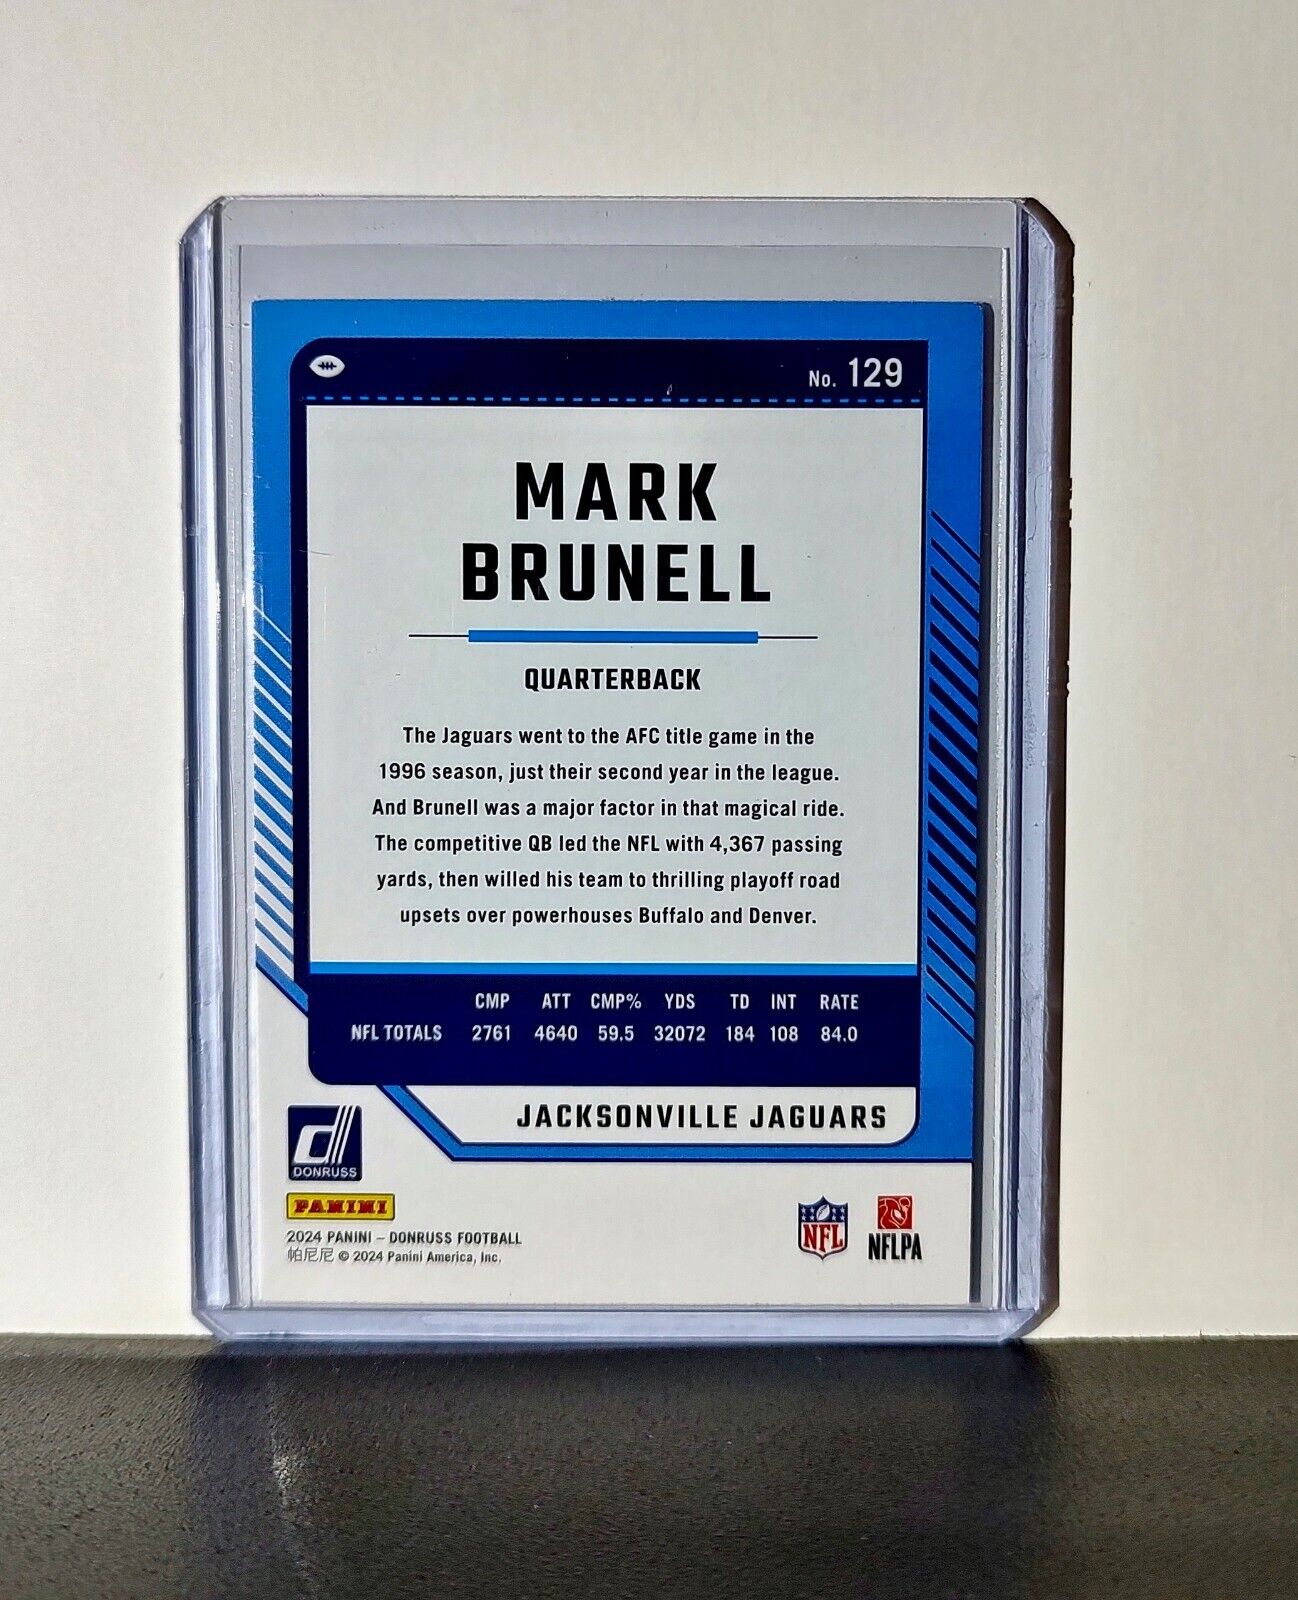 No. 129
MARK
BRUNELL
QUARTERBACK
The Jaguars went to the AFC title game in the
1996 season, just their second year in the league.
And Brunell was a major factor in that magical ride.
The competitive QB led the NFL with 4,367 passing
yards, then willed his team to thrilling playoff road
upsets over powerhouses Buffalo and Denver.
CMP ATT CMP% YDS TD INT RATE
NFL TOTALS 2761 4640 59.5 32072 184 108 84.0
JACKSONVILLE JAGUARS
d
DONRUSS
PANINI
2024 PANINI – DONRUSS FOOTBALL
帕尼尼 © 2024 Panini America, Inc.
NFL
NFLPA